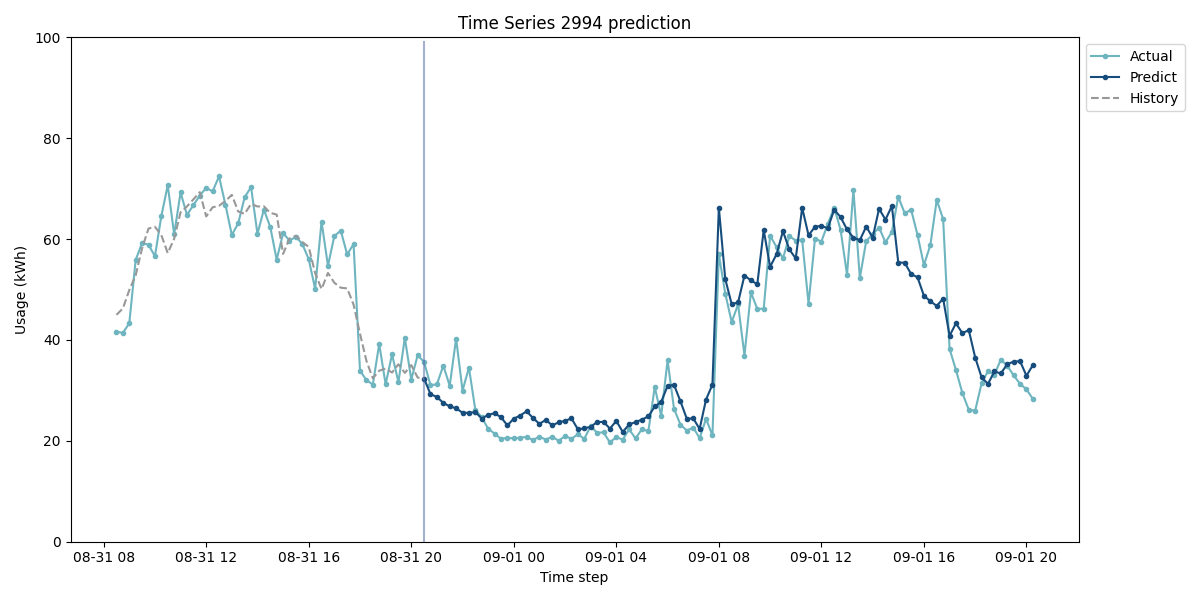 Time Series 2994 prediction
100
80
60
40
20
0
Usage (kWh)
08-31 08
08-31 12
08-31 16
08-31 20
09-01 00
09-01 04
09-01 08
09-01 12
09-01 16
09-01 20
Time step
Actual
Predict
History